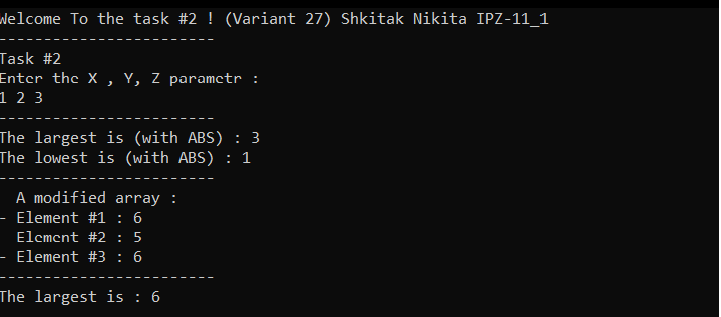 Welcome To the task #2 ! (Variant 27) Shkitak Nikita IPZ-11_1
------------------------
Task #2
Enter the X , Y, Z parametr :
1 2 3
------------------------
The largest is (with ABS) : 3
The lowest is (with ABS) : 1
------------------------
  A modified array :
- Element #1 : 6
  Element #2 : 5
- Element #3 : 6
------------------------
The largest is : 6